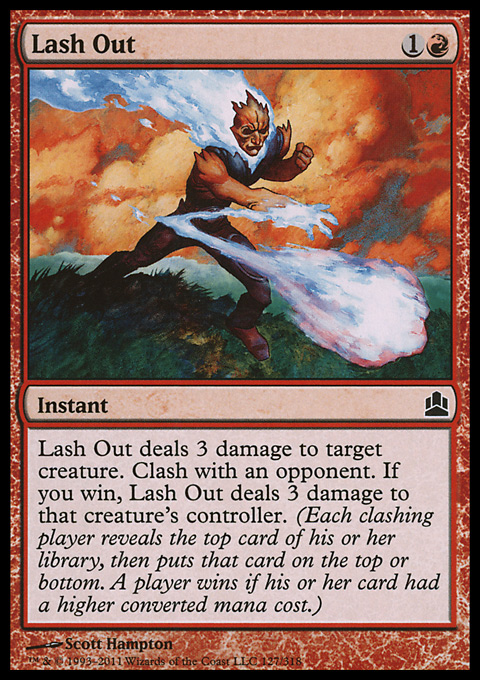 Lash Out 1
Instant
Lash Out deals 3 damage to target
creature. Clash with an opponent. If
you win, Lash Out deals 3 damage to
that creature's controller. (Each clashing
player reveals the top card of his or her
library, then puts that card on the top or
bottom. A player wins if his or her card had
a higher converted mana cost.)
Scott Hampton
™ & © 1993–2011 Wizards of the Coast LLC 127/318